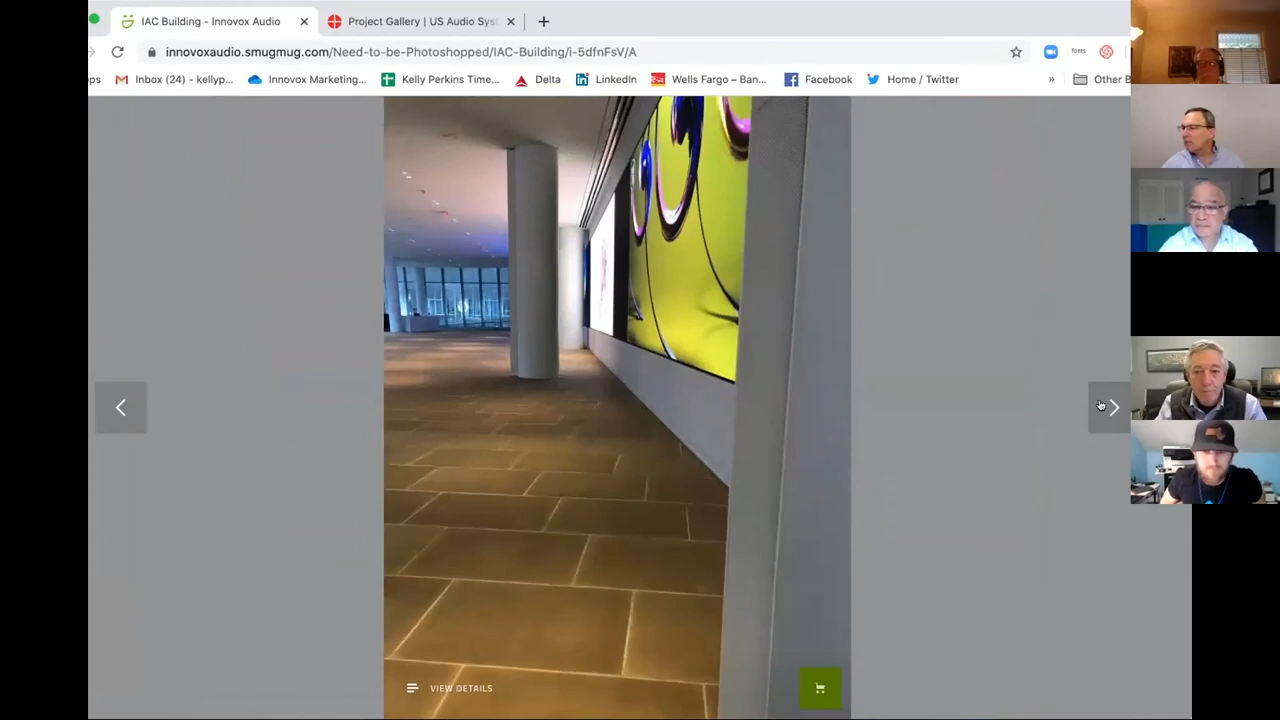 IAC Building - Innovox Audio
Project Gallery | US Audio Sys
innovoxaudio.smugmug.com/Need-to-be-Photoshopped/IAC-Building/i-5dfnFsV/A
fonts
ps
Inbox (24) - kellyp...
Innovox Marketing...
Kelly Perkins Time...
Delta
LinkedIn
Wells Fargo – Ban...
Facebook
Home / Twitter
»
Other B
VIEW DETAILS